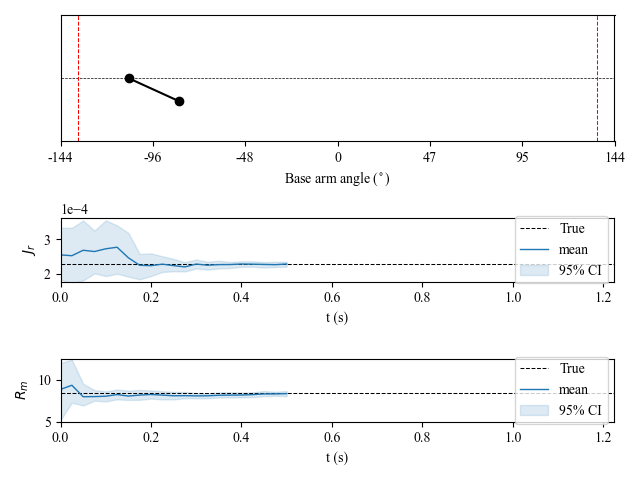 -144 -96 -48 0 47 95 144
Base arm angle (°)
1e−4
3
2
J_r
True
mean
95% CI
0.0 0.2 0.4 0.6 0.8 1.0 1.2
t (s)
10
5
R_m
True
mean
95% CI
0.0 0.2 0.4 0.6 0.8 1.0 1.2
t (s)